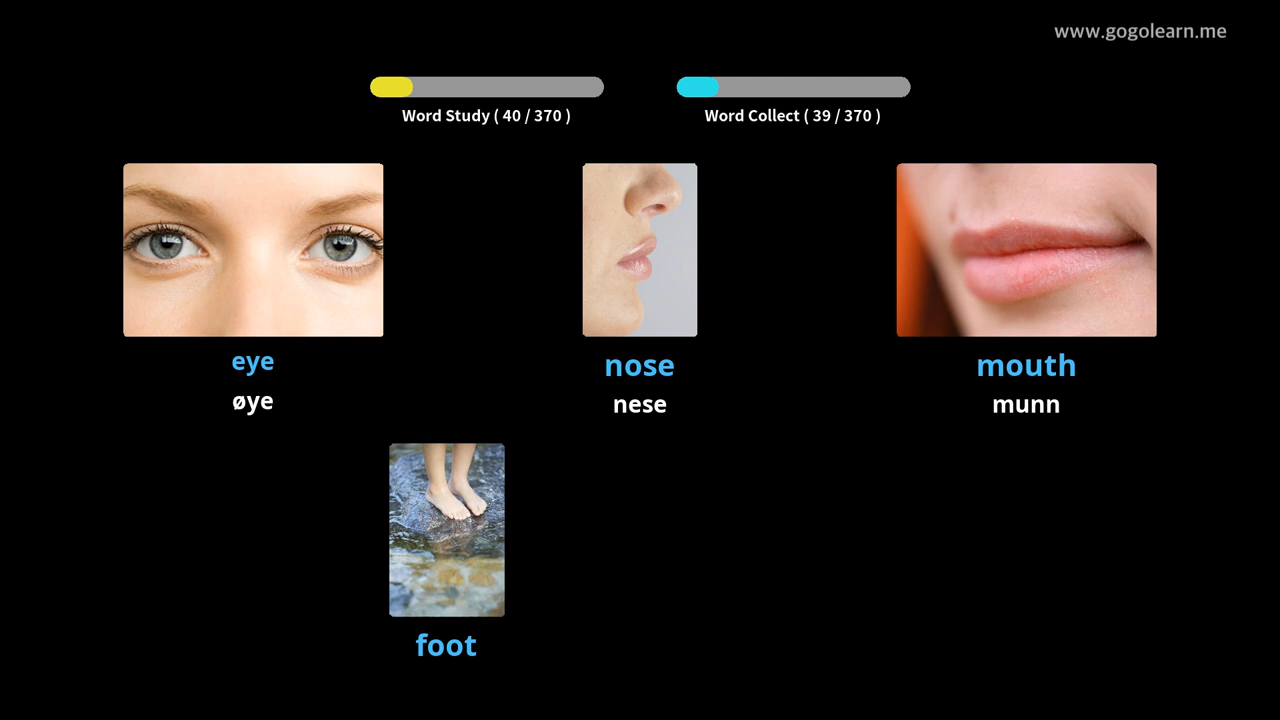 www.gogolearn.me
Word Study ( 40 / 370 )
Word Collect ( 39 / 370 )
eye
nose
mouth
øye
nese
munn
foot